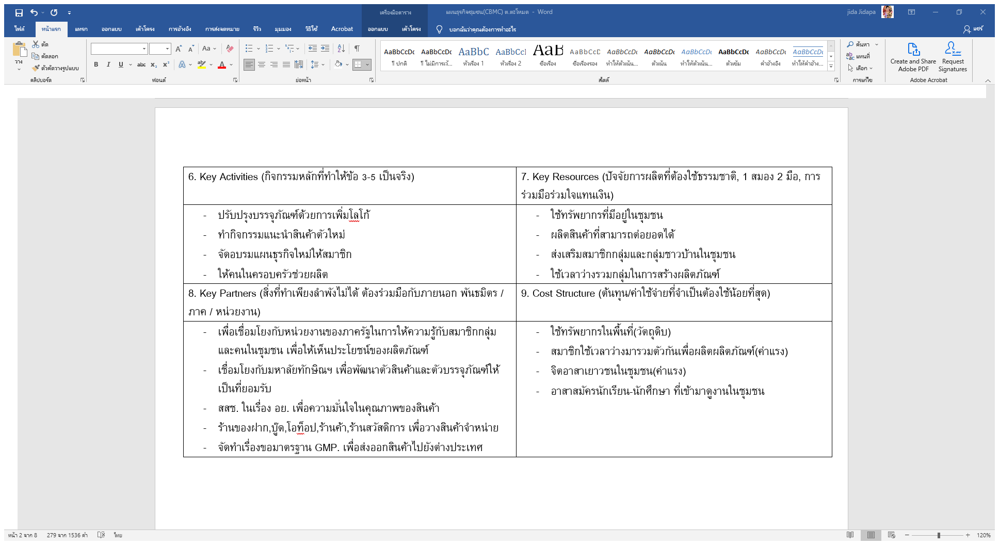 เครื่องมือตาราง
แผนธุรกิจชุมชน(CBMC) ต.ตะโหมด - Word
jida Jidapa
ไฟล์ หน้าแรก แทรก ออกแบบ เค้าโครง การอ้างอิง การส่งจดหมาย รีวิว มุมมอง วิธีใช้ Acrobat ออกแบบ เค้าโครง บอกฉันว่าคุณต้องการทำอะไร แชร์
วาง
ตัด
คัดลอก
ตัวคัดวางรูปแบบ
คลิปบอร์ด
ฟอนต์
ย่อหน้า
AaBbCcDc AaBbCcDc AaBbC AaBbCcI AaB AaBbCcD AaBbCcDc AaBbCcDc AaBbCcDc AaBbCcDc AaBbCcDc AaBbCcDc
¶ ปกติ ¶ ไม่มีการเว้... หัวเรื่อง 1 หัวเรื่อง 2 ชื่อเรื่อง ชื่อเรื่องรอง ทำให้ตัวเน้น... ตัวเน้น ทำให้ตัวเน้น... ตัวเข้ม คำอ้างอิง ทำให้คำอ้าง...
สไตล์
ค้นหา
แทนที่
เลือก
การแก้ไข
Create and Share
Adobe PDF
Request
Signatures
Adobe Acrobat
6. Key Activities (กิจกรรมหลักที่ทำให้ข้อ 3-5 เป็นจริง)
7. Key Resources (ปัจจัยการผลิตที่ต้องใช้ธรรมชาติ, 1 สมอง 2 มือ, การ
ร่วมมือร่วมใจแทนเงิน)
- ปรับปรุงบรรจุภัณฑ์ด้วยการเพิ่มโลโก้
- ทำกิจกรรมแนะนำสินค้าตัวใหม่
- จัดอบรมแผนธุรกิจใหม่ให้สมาชิก
- ให้คนในครอบครัวช่วยผลิต
- ใช้ทรัพยากรที่มีอยู่ในชุมชน
- ผลิตสินค้าที่สามารถต่อยอดได้
- ส่งเสริมสมาชิกกลุ่มและกลุ่มชาวบ้านในชุมชน
- ใช้เวลาว่างรวมกลุ่มในการสร้างผลิตภัณฑ์
8. Key Partners (สิ่งที่ทำเพียงลำพังไม่ได้ ต้องร่วมมือกับภายนอก พันธมิตร /
ภาค / หน่วยงาน)
9. Cost Structure (ต้นทุน/ค่าใช้จ่ายที่จำเป็นต้องใช้น้อยที่สุด)
- เพื่อเชื่อมโยงกับหน่วยงานของภาครัฐในการให้ความรู้กับสมาชิกกลุ่ม
และคนในชุมชน เพื่อให้เห็นประโยชน์ของผลิตภัณฑ์
- เชื่อมโยงกับมหาลัยทักษิณฯ เพื่อพัฒนาตัวสินค้าและตัวบรรจุภัณฑ์ให้
เป็นที่ยอมรับ
- สสช. ในเรื่อง อย. เพื่อความมั่นใจในคุณภาพของสินค้า
- ร้านของฝาก,บู๊ด,โอท็อป,ร้านค้า,ร้านสวัสดิการ เพื่อวางสินค้าจำหน่าย
- จัดทำเรื่องขอมาตรฐาน GMP. เพื่อส่งออกสินค้าไปยังต่างประเทศ
- ใช้ทรัพยากรในพื้นที่(วัตถุดิบ)
- สมาชิกใช้เวลาว่างมารวมตัวกันเพื่อผลิตผลิตภัณฑ์(ค่าแรง)
- จิตอาสาเยาวชนในชุมชน(ค่าแรง)
- อาสาสมัครนักเรียน-นักศึกษา ที่เข้ามาดูงานในชุมชน
หน้า 2 จาก 8 279 จาก 1536 คำ ไทย 120%